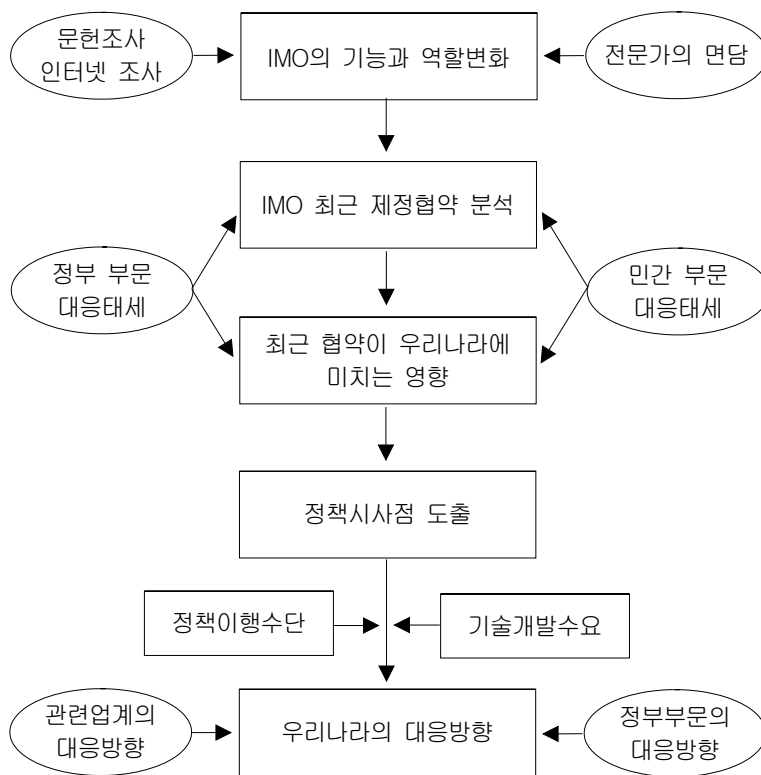 문헌조사
인터넷 조사
IMO의 기능과 역할변화
전문가의 면담
IMO 최근 제정협약 분석
정부 부문
대응태세
민간 부문
대응태세
최근 협약이 우리나라에
미치는 영향
정책시사점 도출
정책이행수단
기술개발수요
관련업계의
대응방향
우리나라의 대응방향
정부부문의
대응방향